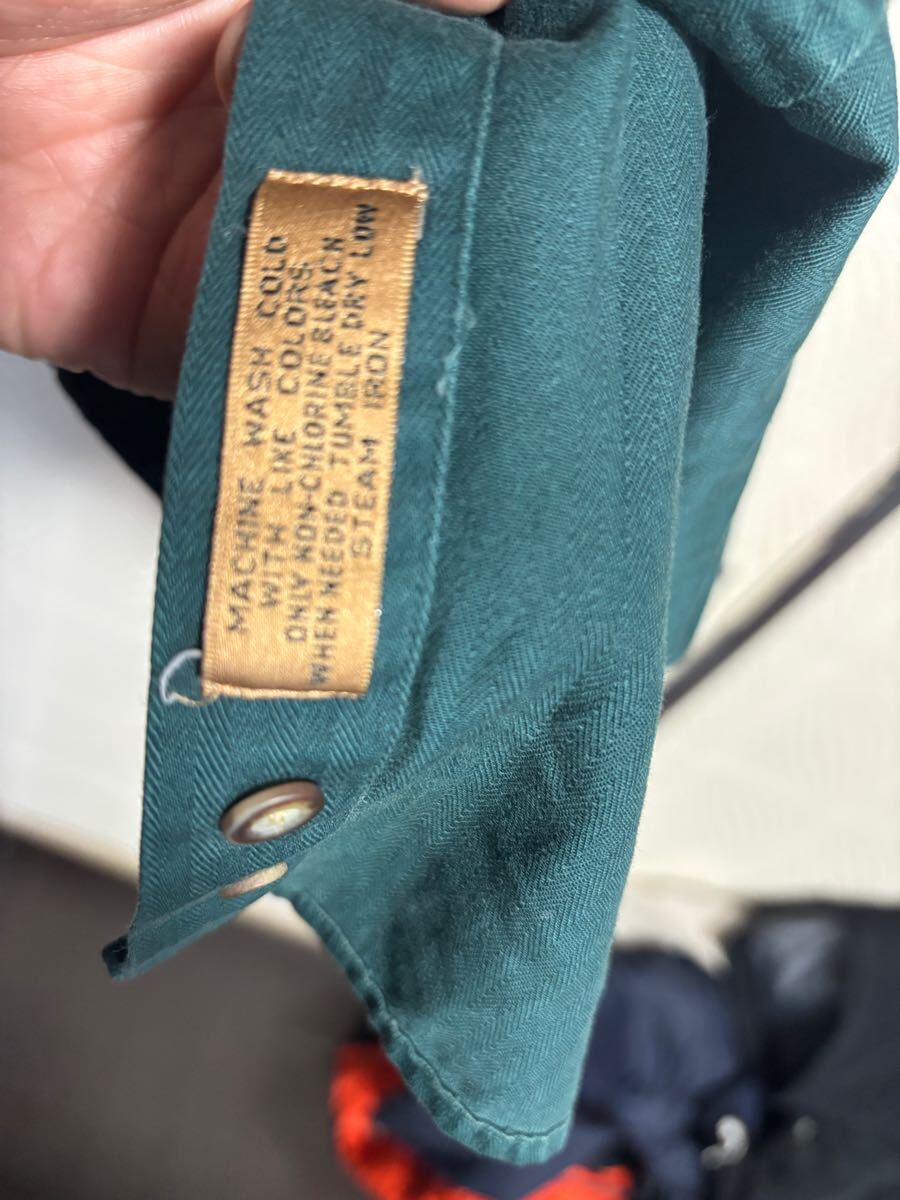 MACHINE WASH COLD
WITH LIKE COLORS.
ONLY NON-CHLORINE BLEACH
WHEN NEEDED TUMBLE DRY LOW
STEAM IRON